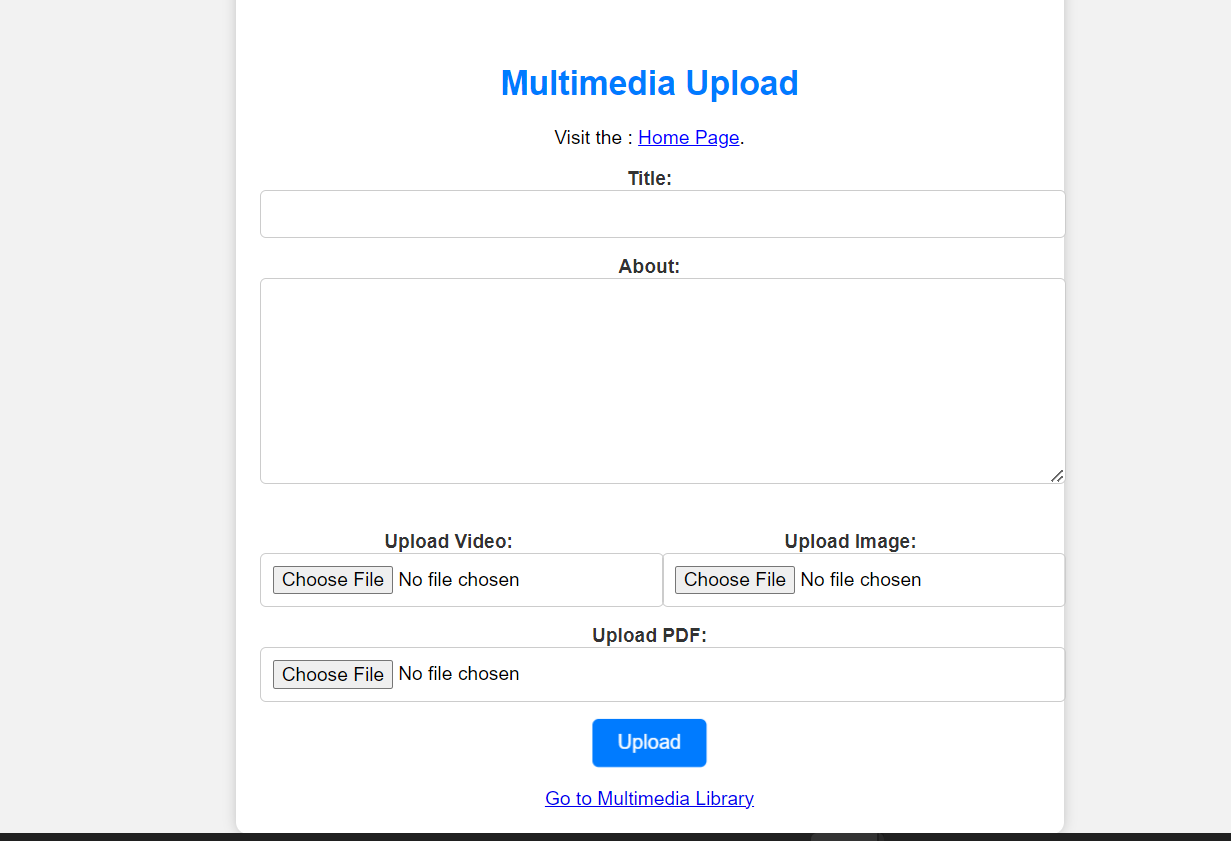 Multimedia Upload
Visit the : Home Page.
Title:
About:
Upload Video: Upload Image:
Choose File No file chosen Choose File No file chosen
Upload PDF:
Choose File No file chosen
Upload
Go to Multimedia Library